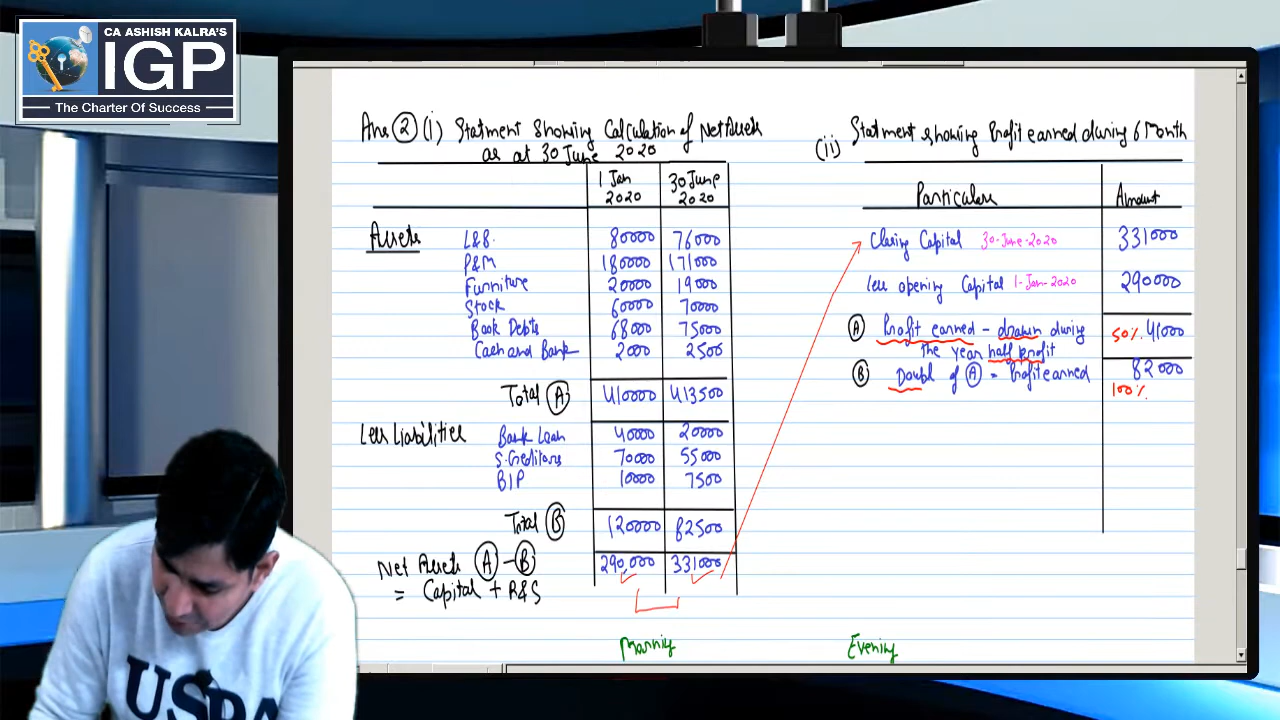 CA ASHISH KALRA'S
IGP
The Charter Of Success
Ans 2 (i) Statment Showing Calculation of Net Assets
as at 30 June 2020
1 Jan 2020 30 June 2020
Assets L&B. 80000 76000
P&M 180000 171000
Furniture 20000 19000
Stock 60000 70000
Book Debts 68000 75000
Cash and Bank 2000 2500
Total A 410000 413500
Less Liabilities Bank Loan 40000 20000
S. Creditors 70000 55000
B/P 10000 7500
Total B 120000 82500
Net Assets A - B 290,000 331000
= Capital + R&S
(ii) Statment showing Profit earned during 6 Month
Particulars Amount
Closing Capital 30-June-2020 331000
less opening Capital 1-Jan-2020 290000
A Profit earned - drawn during 50% 41000
the year half profit
B Doubl of A = Profit earned 82000
100%
Evening
USPA